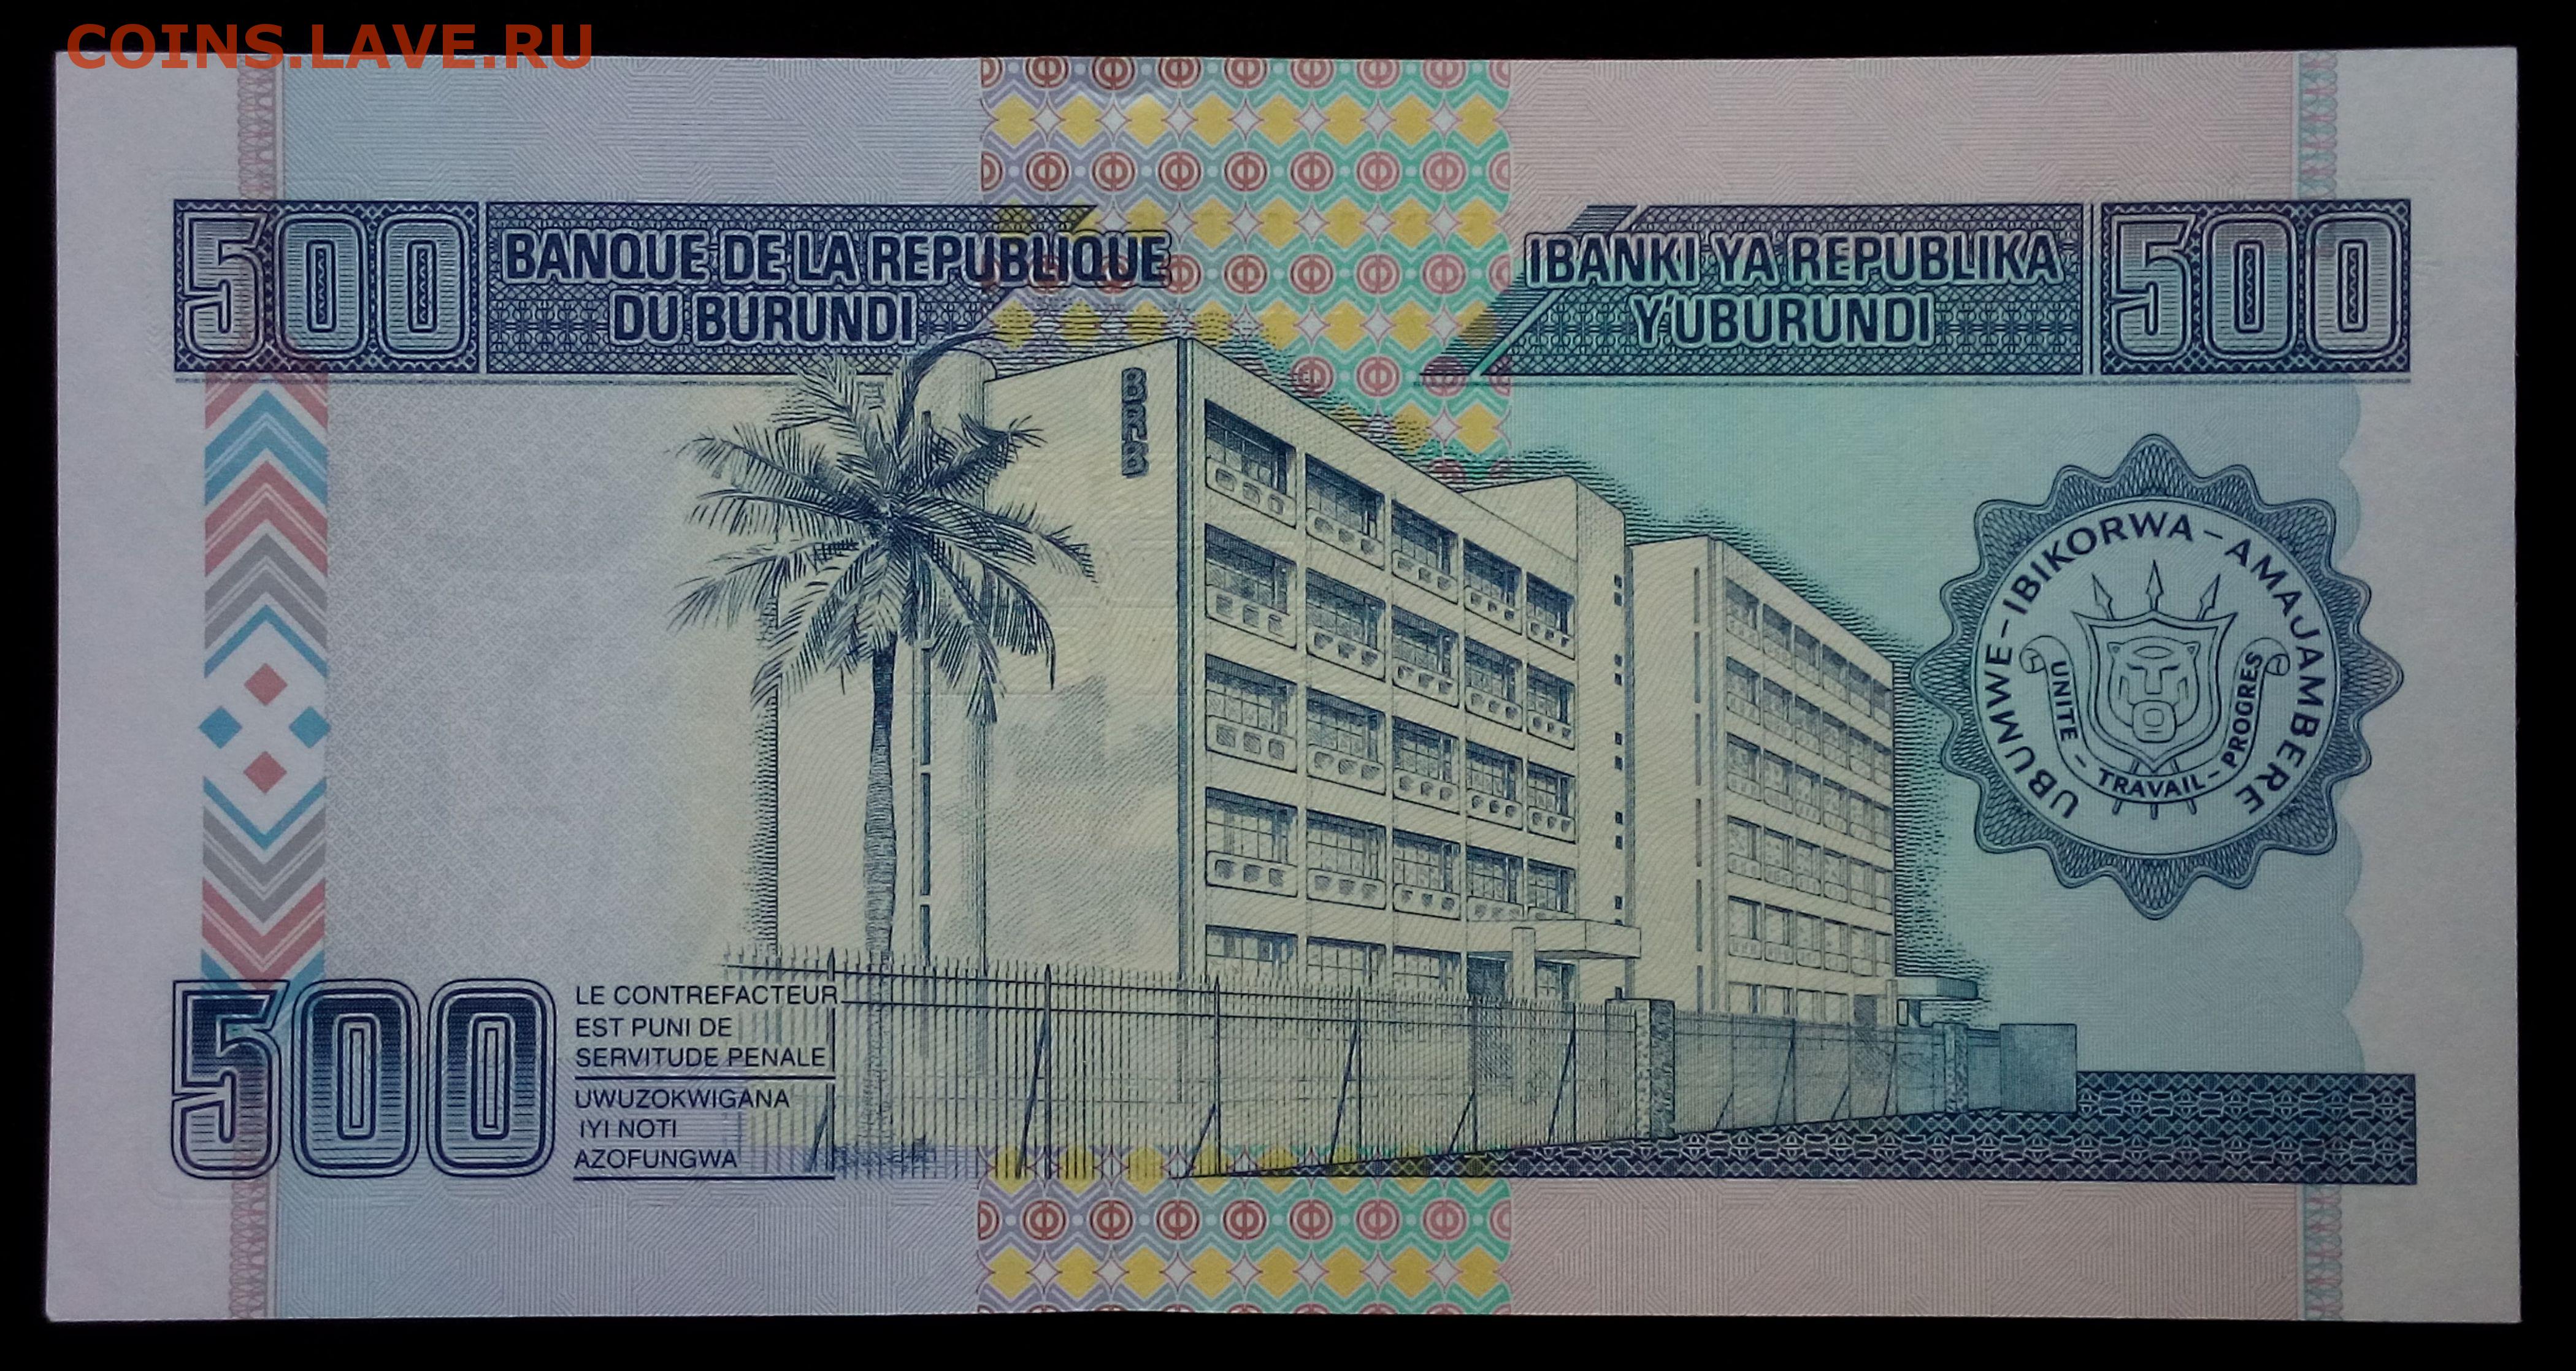 COINS.LAVE.RU
500
BANQUE DE LA REPUBLIQUE
DU BURUNDI
IBANKI YA REPUBLIKA
Y'UBURUNDI
500
BRB
UBUMWE-IBIKORWA-AMAJAMBERE
UNITE - TRAVAIL - PROGRES
500
LE CONTREFACTEUR
EST PUNI DE
SERVITUDE PENALE
UWUZOKWIGANA
IYI NOTI
AZOFUNGWA